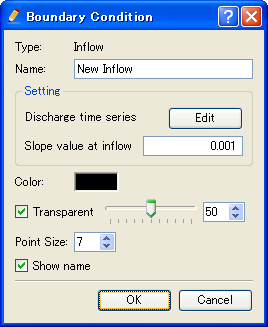 Boundary Condition
Type: Inflow
Name: New Inflow
Setting
Discharge time series Edit
Slope value at inflow 0.001
Color:
Transparent 50
Point Size: 7
Show name
OK Cancel